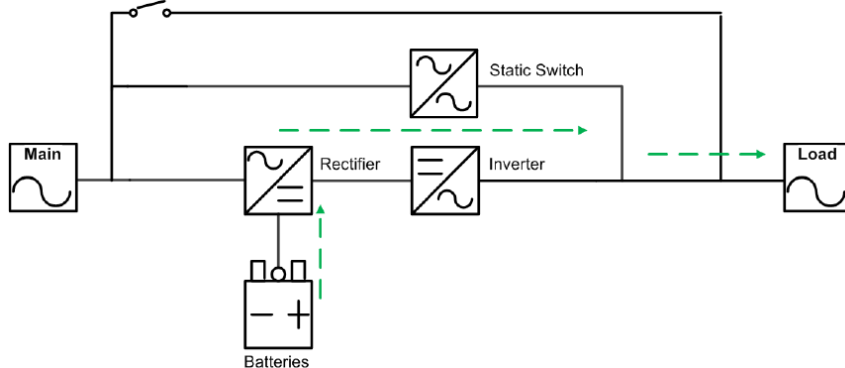 Static Switch
Main
Rectifier
Inverter
Load
Batteries